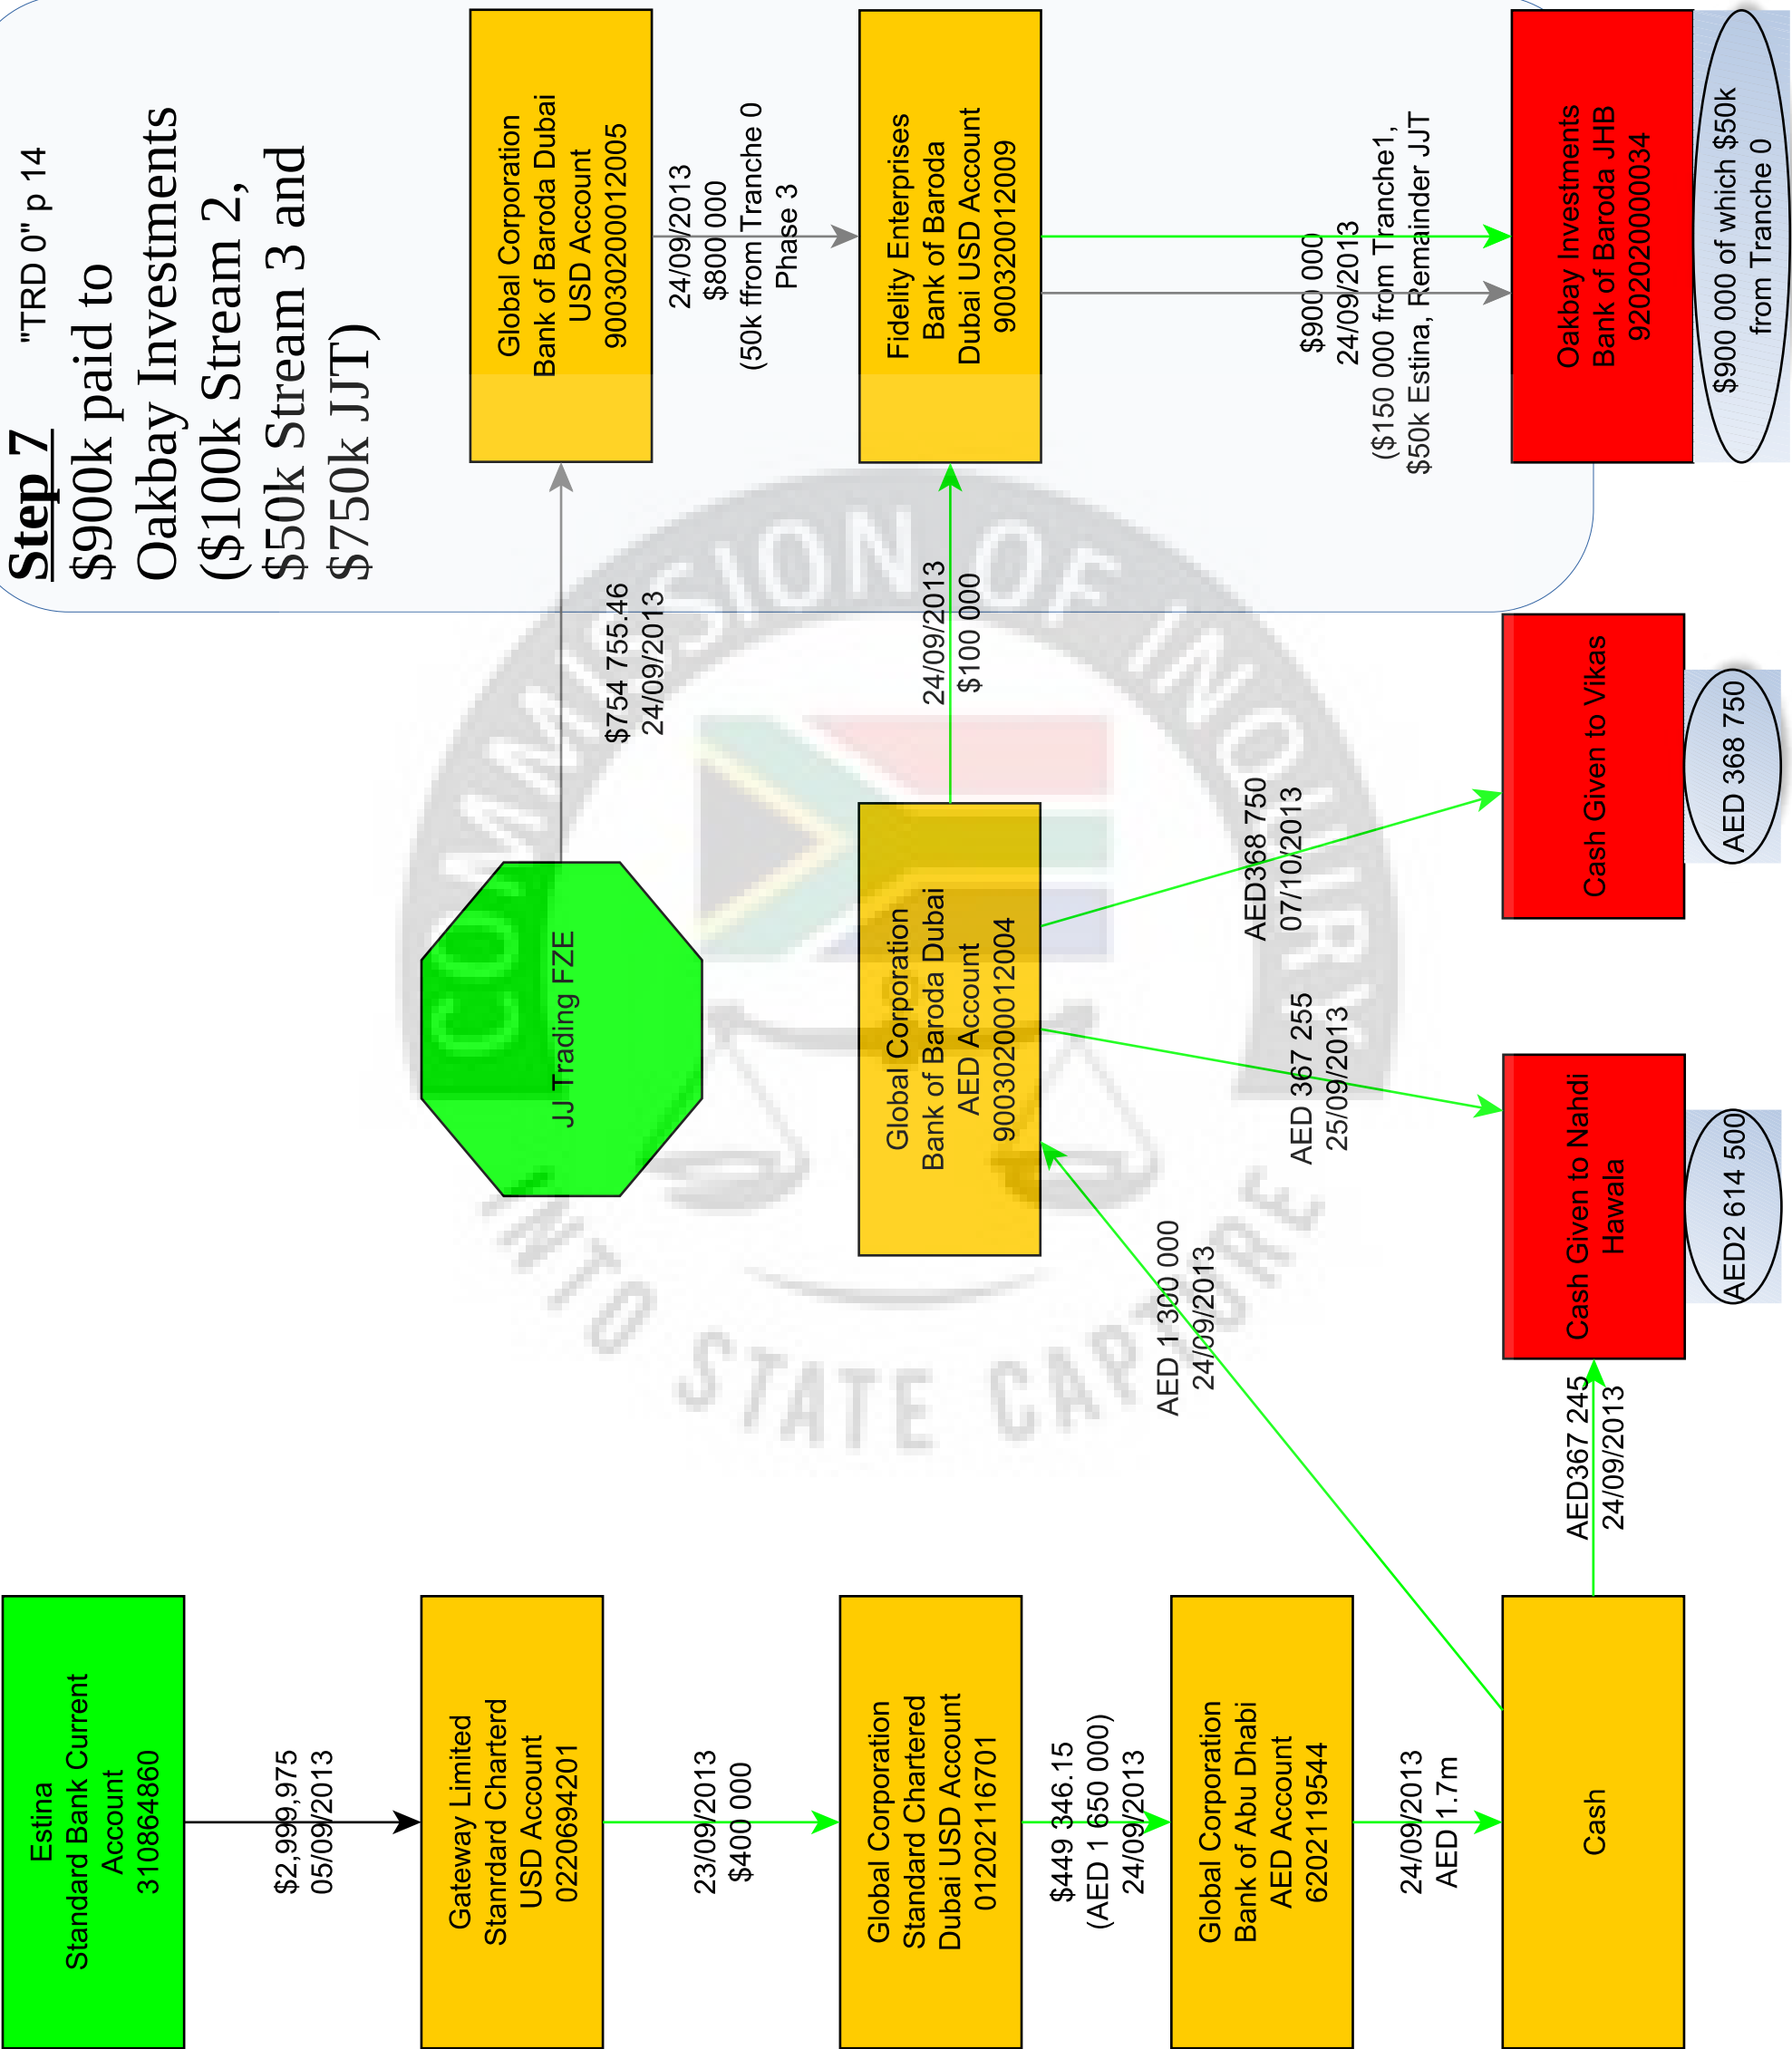 "TRD 0" p 14
Step 7
$900k paid to
Oakbay Investments
($100k Stream 2,
$50k Stream 3 and
$750k JJT)
Estina
Standard Bank Current
Account
310864860
$2,999,975
05/09/2013
Gateway Limited
Stanrdard Charterd
USD Account
02206942​01
23/09/2013
$400 000
Global Corporation
Standard Chartered
Dubai USD Account
01202116701
$449 346.15
(AED 1 650 000)
24/09/2013
Global Corporation
Bank of Abu Dhabi
AED Account
6202119544
24/09/2013
AED 1.7m
Cash
AED367 245
24/09/2013
AED 1 300 000
24/09/2013
JJ Trading FZE
$754 755.46
24/09/2013
Global Corporation
Bank of Baroda Dubai
AED Account
90030200012004
24/09/2013
$100 000
AED 367 255
25/09/2013
AED368 750
07/10/2013
Cash Given to Nahdi
Hawala
AED2 614 500
Cash Given to Vikas
AED 368 750
Global Corporation
Bank of Baroda Dubai
USD Account
90030200012005
24/09/2013
$800 000
(50k ffrom Tranche 0
Phase 3
Fidelity Enterprises
Bank of Baroda
Dubai USD Account
9003200012009
$900 000
24/09/2013
($150 000 from Tranche1,
$50k Estina, Remainder JJT
Oakbay Investments
Bank of Baroda JHB
92020200000034
$900 000 of which $50k
from Tranche 0
COMMISSION OF INQUIRY
INTO STATE CAPTURE